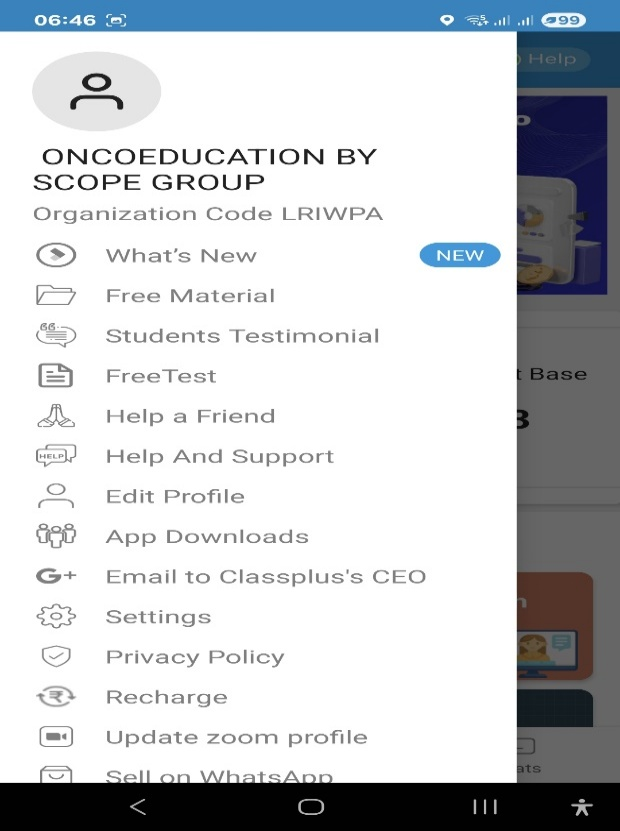 06:46
99
Help
ONCOEDUCATION BY
SCOPE GROUP
Organization Code LRIWPA
What's New
NEW
Free Material
Students Testimonial
FreeTest
Help a Friend
HELP
Help And Support
Edit Profile
App Downloads
G+
Email to Classplus's CEO
Settings
Privacy Policy
₹
Recharge
Update zoom profile
Sell on WhatsApp
Base